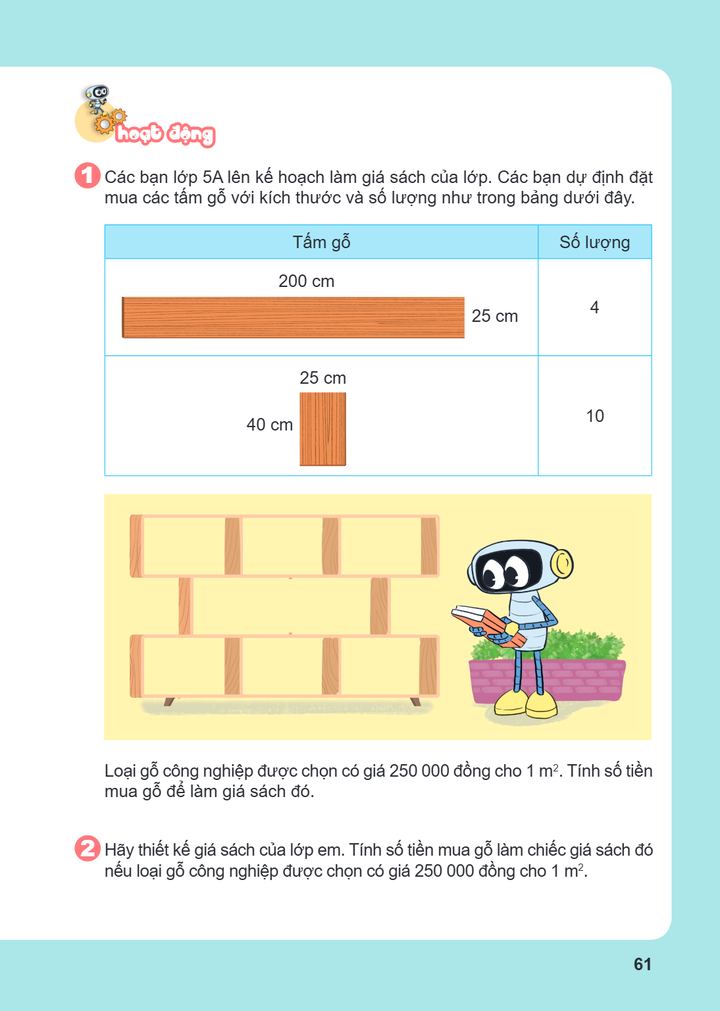 hoạt động
1 Các bạn lớp 5A lên kế hoạch làm giá sách của lớp. Các bạn dự định đặt
mua các tấm gỗ với kích thước và số lượng như trong bảng dưới đây.
Tấm gỗ Số lượng
200 cm
25 cm
4
25 cm
40 cm
10
Loại gỗ công nghiệp được chọn có giá 250 000 đồng cho 1 m². Tính số tiền
mua gỗ để làm giá sách đó.
2 Hãy thiết kế giá sách của lớp em. Tính số tiền mua gỗ làm chiếc giá sách đó
nếu loại gỗ công nghiệp được chọn có giá 250 000 đồng cho 1 m².
61